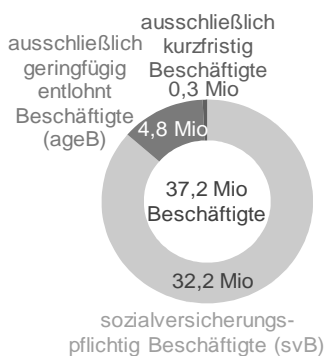 ausschließlich
kurzfristig
Beschäftigte
0,3 Mio
ausschließlich
geringfügig
entlohnt
Beschäftigte
(ageB)
4,8 Mio
37,2 Mio
Beschäftigte
32,2 Mio
sozialversicherungs-
pflichtig Beschäftigte (svB)